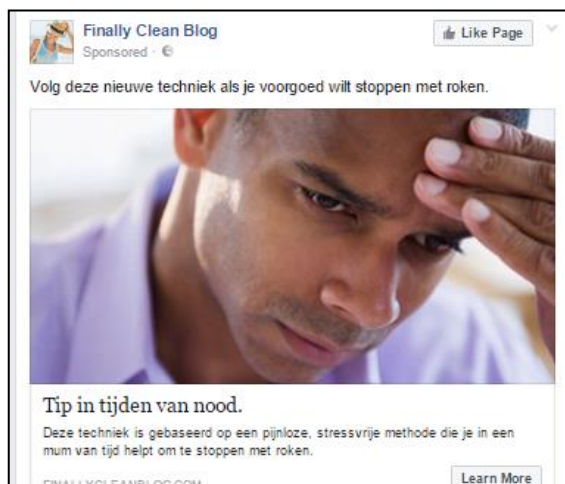 Finally Clean Blog
Like Page
Sponsored ·
Volg deze nieuwe techniek als je voorgoed wilt stoppen met roken.
Tip in tijden van nood.
Deze techniek is gebaseerd op een pijnloze, stressvrije methode die je in een
mum van tijd helpt om te stoppen met roken.
FINALLYCLEANBLOG.COM
Learn More